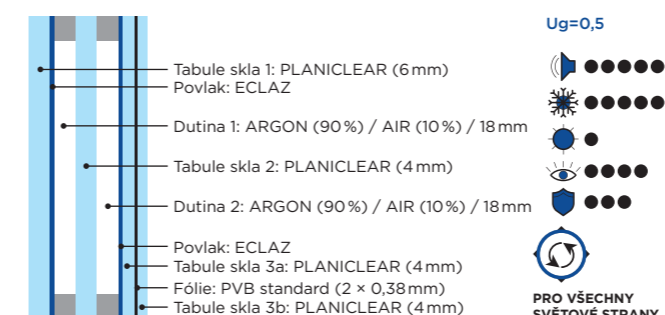 Ug=0,5
Tabule skla 1: PLANICLEAR (6 mm)
Povlak: ECLAZ
Dutina 1: ARGON (90 %) / AIR (10 %) / 18 mm
Tabule skla 2: PLANICLEAR (4 mm)
Dutina 2: ARGON (90 %) / AIR (10 %) / 18 mm
Povlak: ECLAZ
Tabule skla 3a: PLANICLEAR (4 mm)
Fólie: PVB standard (2 × 0,38 mm)
Tabule skla 3b: PLANICLEAR (4 mm)
PRO VŠECHNY
SVĚTOVÉ STRANY